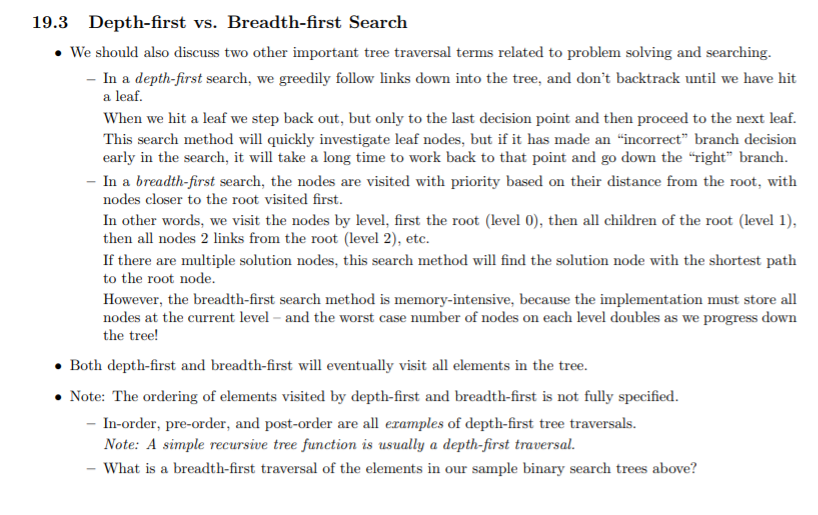 19.3 Depth-first vs. Breadth-first Search
• We should also discuss two other important tree traversal terms related to problem solving and searching.
– In a depth-first search, we greedily follow links down into the tree, and don't backtrack until we have hit
a leaf.
When we hit a leaf we step back out, but only to the last decision point and then proceed to the next leaf.
This search method will quickly investigate leaf nodes, but if it has made an “incorrect” branch decision
early in the search, it will take a long time to work back to that point and go down the “right” branch.
– In a breadth-first search, the nodes are visited with priority based on their distance from the root, with
nodes closer to the root visited first.
In other words, we visit the nodes by level, first the root (level 0), then all children of the root (level 1),
then all nodes 2 links from the root (level 2), etc.
If there are multiple solution nodes, this search method will find the solution node with the shortest path
to the root node.
However, the breadth-first search method is memory-intensive, because the implementation must store all
nodes at the current level – and the worst case number of nodes on each level doubles as we progress down
the tree!
• Both depth-first and breadth-first will eventually visit all elements in the tree.
• Note: The ordering of elements visited by depth-first and breadth-first is not fully specified.
– In-order, pre-order, and post-order are all examples of depth-first tree traversals.
Note: A simple recursive tree function is usually a depth-first traversal.
– What is a breadth-first traversal of the elements in our sample binary search trees above?